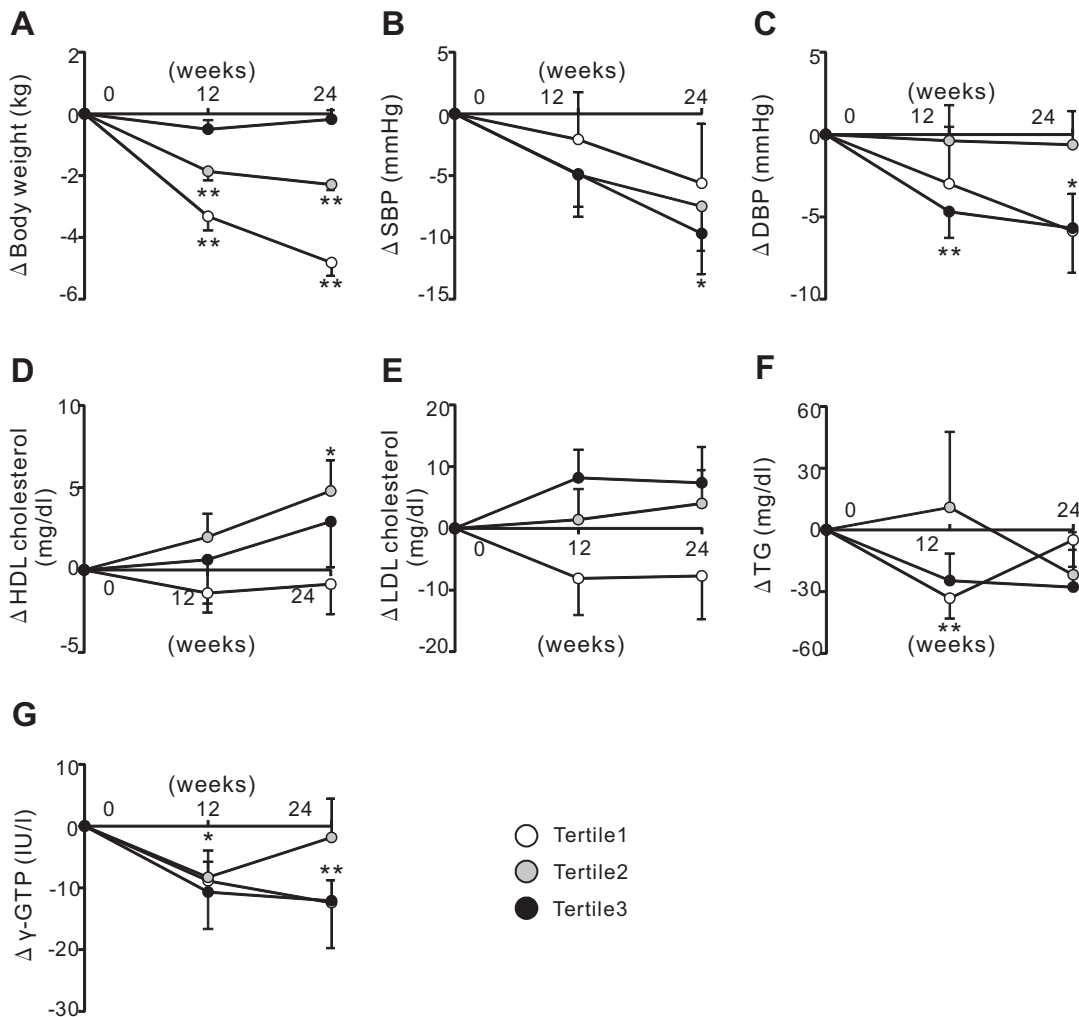 A
Δ Body weight (kg)
2
0
-2
-4
-6
(weeks)
0 12 24
**
**
**
**
B
Δ SBP (mmHg)
5
0
-5
-10
-15
(weeks)
0 12 24
*
C
Δ DBP (mmHg)
5
0
-5
-10
(weeks)
0 12 24
**
*
D
Δ HDL cholesterol
(mg/dl)
10
5
0
-5
0 12 24
(weeks)
*
E
Δ LDL cholesterol
(mg/dl)
20
10
0
-10
-20
0 12 24
(weeks)
F
Δ TG (mg/dl)
60
30
0
-30
-60
0 12 24
**
(weeks)
G
Δ γ-GTP (IU/l)
10
0
-10
-20
-30
(weeks)
0 12 24
*
**
Tertile1
Tertile2
Tertile3